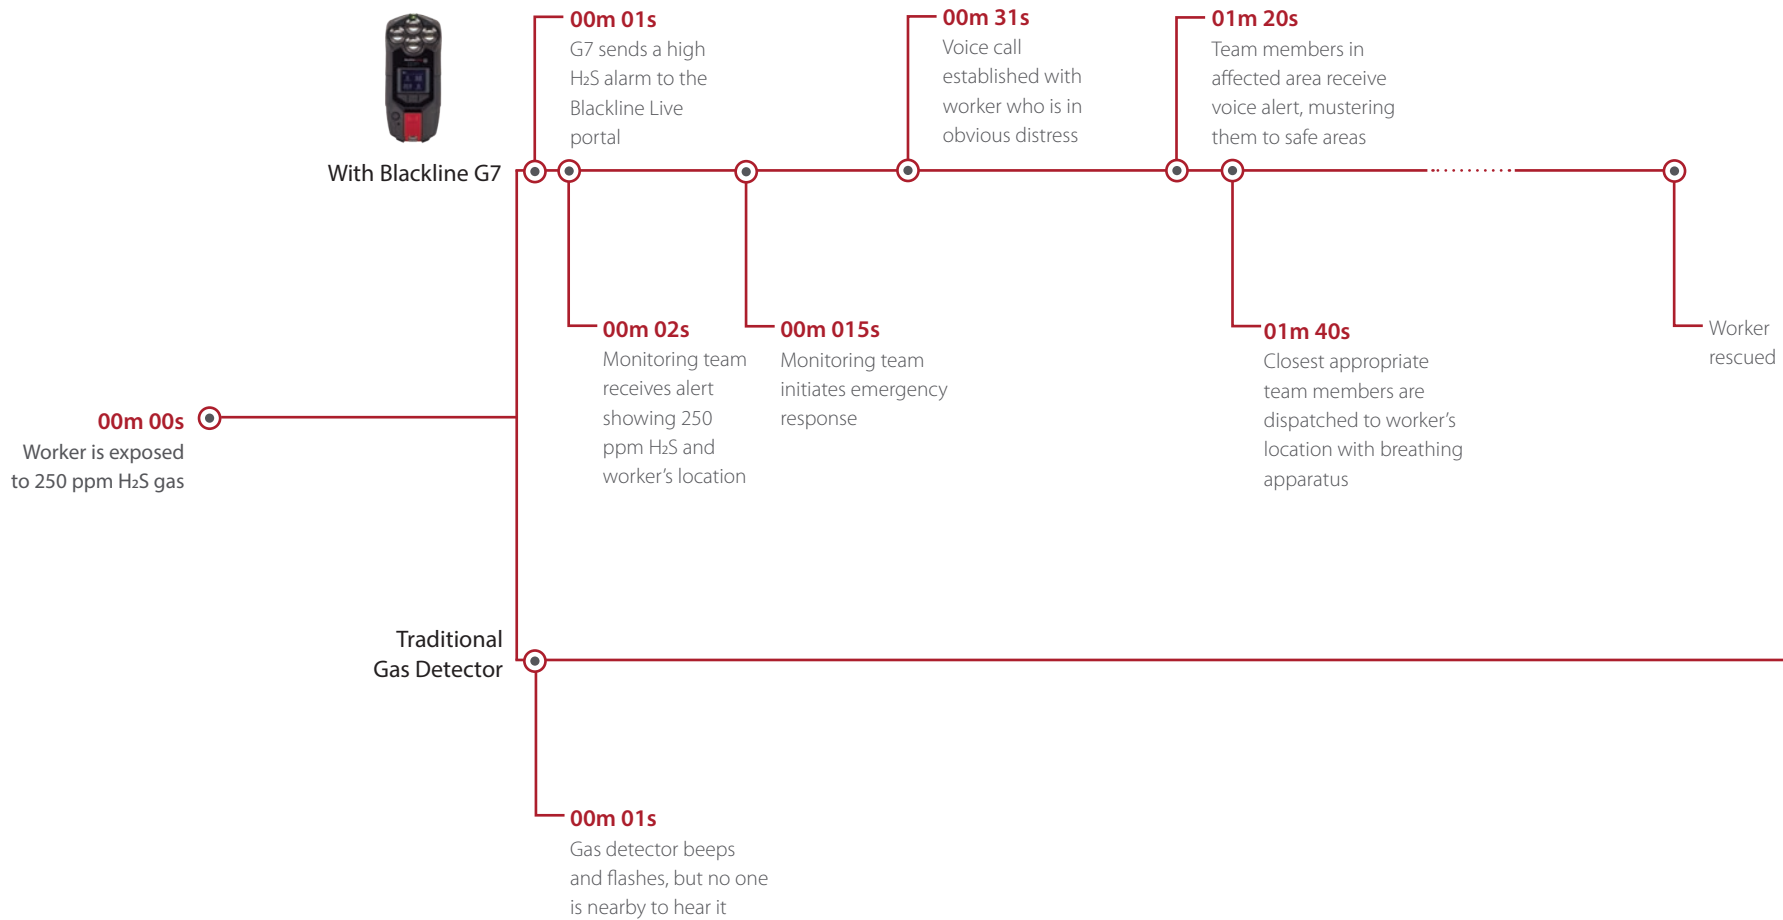 00m 01s
G7 sends a high
H₂S alarm to the
Blackline Live
portal
00m 31s
Voice call
established with
worker who is in
obvious distress
01m 20s
Team members in
affected area receive
voice alert, mustering
them to safe areas
With Blackline G7
00m 02s
Monitoring team
receives alert
showing 250
ppm H₂S and
worker’s location
00m 015s
Monitoring team
initiates emergency
response
01m 40s
Closest appropriate
team members are
dispatched to worker’s
location with breathing
apparatus
Worker
rescued
00m 00s
Worker is exposed
to 250 ppm H₂S gas
Traditional
Gas Detector
00m 01s
Gas detector beeps
and flashes, but no one
is nearby to hear it